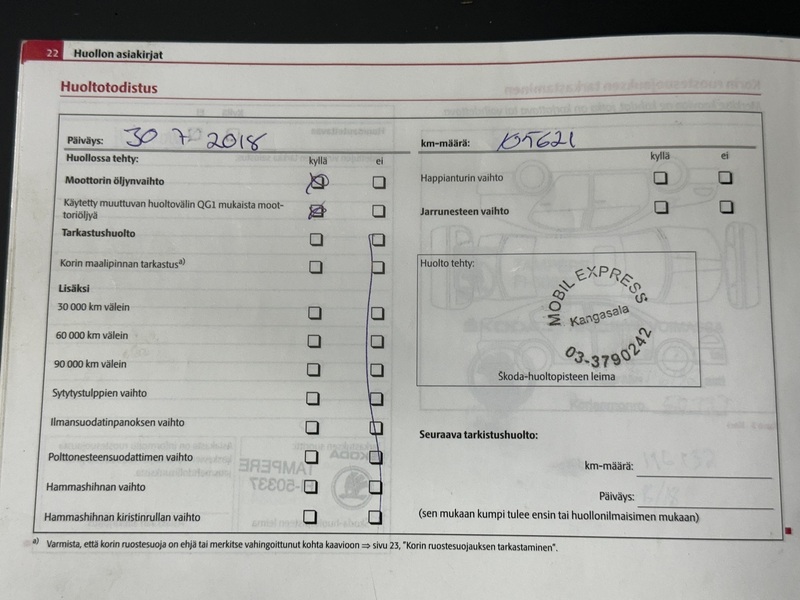 22 Huollon asiakirjat
Huoltotodistus
Päiväys: 30 7 2018
km-määrä: 105621
Huollossa tehty: kyllä ei
Moottorin öljynvaihto
Käytetty muuttuvan huoltovälin QG1 mukaista moot-
toriöljyä
Tarkastushuolto
Korin maalipinnan tarkastusa)
Lisäksi
30 000 km välein
60 000 km välein
90 000 km välein
Sytytystulppien vaihto
Ilmansuodatinpanoksen vaihto
Polttonesteensuodattimen vaihto
Hammashihnan vaihto
Hammashihnan kiristinrullan vaihto
kyllä ei
Happianturin vaihto
Jarrunesteen vaihto
Huolto tehty:
MOBIL EXPRESS
Kangasala
03-3790242
Škoda-huoltopisteen leima
Seuraava tarkistushuolto:
km-määrä:
Päiväys:
(sen mukaan kumpi tulee ensin tai huollonilmaisimen mukaan)
a) Varmista, että korin ruostesuoja on ehjä tai merkitse vahingoittunut kohta kaavioon ⇒ sivu 23, "Korin ruostesuojauksen tarkastaminen".